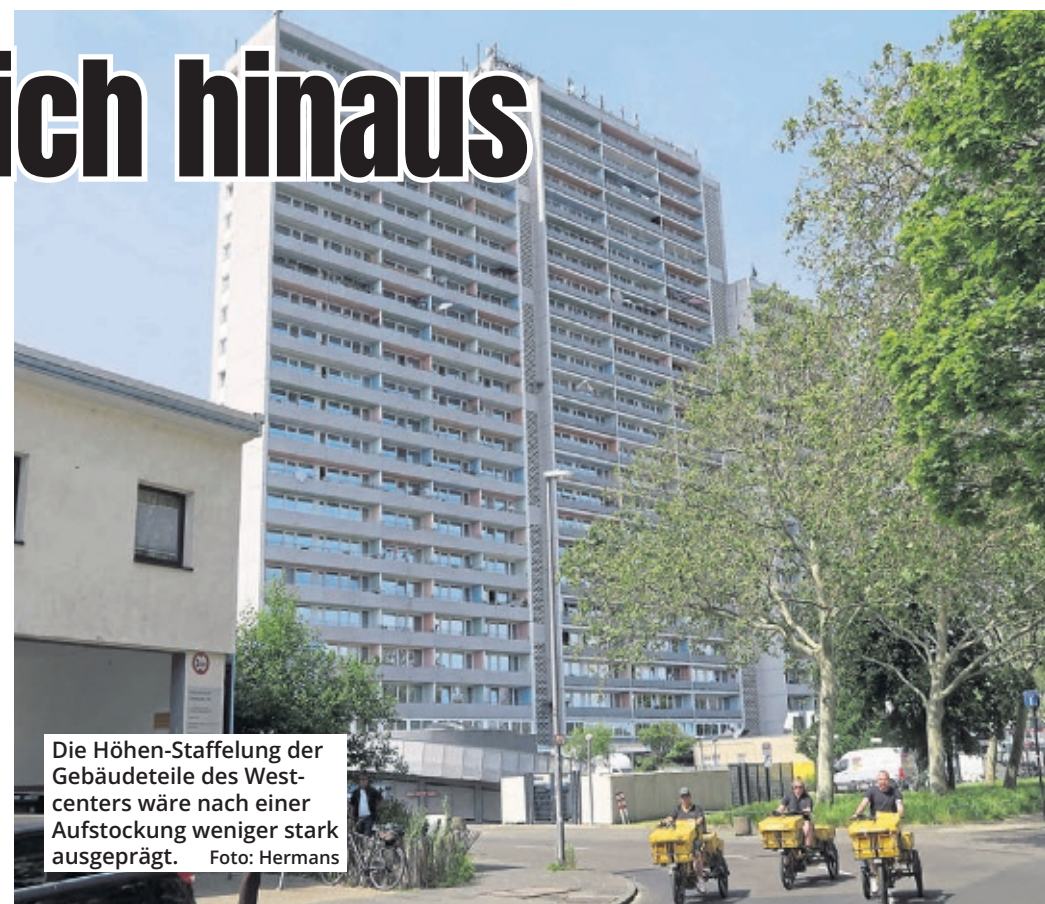 ich hinaus
Die Höhen-Staffelung der
Gebäudeteile des West-
centers wäre nach einer
Aufstockung weniger stark
ausgeprägt. Foto: Hermans